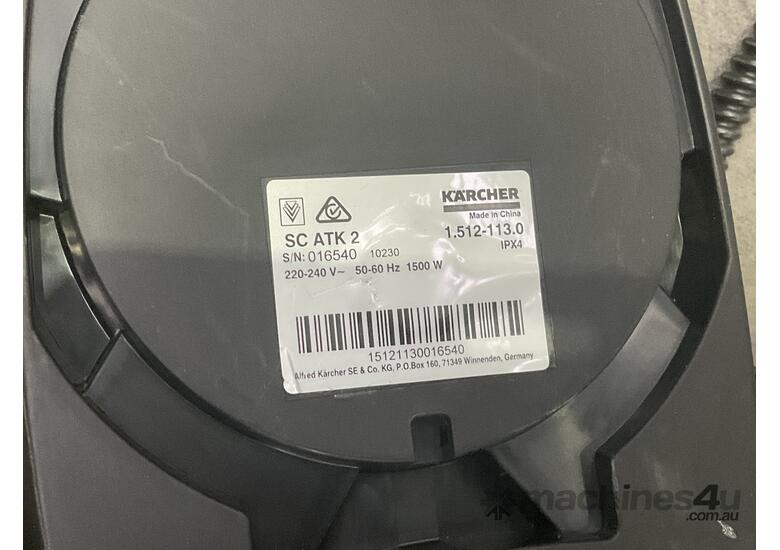 KÄRCHER
Made in China
SC ATK 2
1.512-113.0
S/N: 016540 10230
IPX4
220-240 V~ 50-60 Hz 1500 W
15121130016540
Alfred Kärcher SE & Co. KG, P.O.Box 160, 71349 Winnenden, Germany
machines4u
.com.au